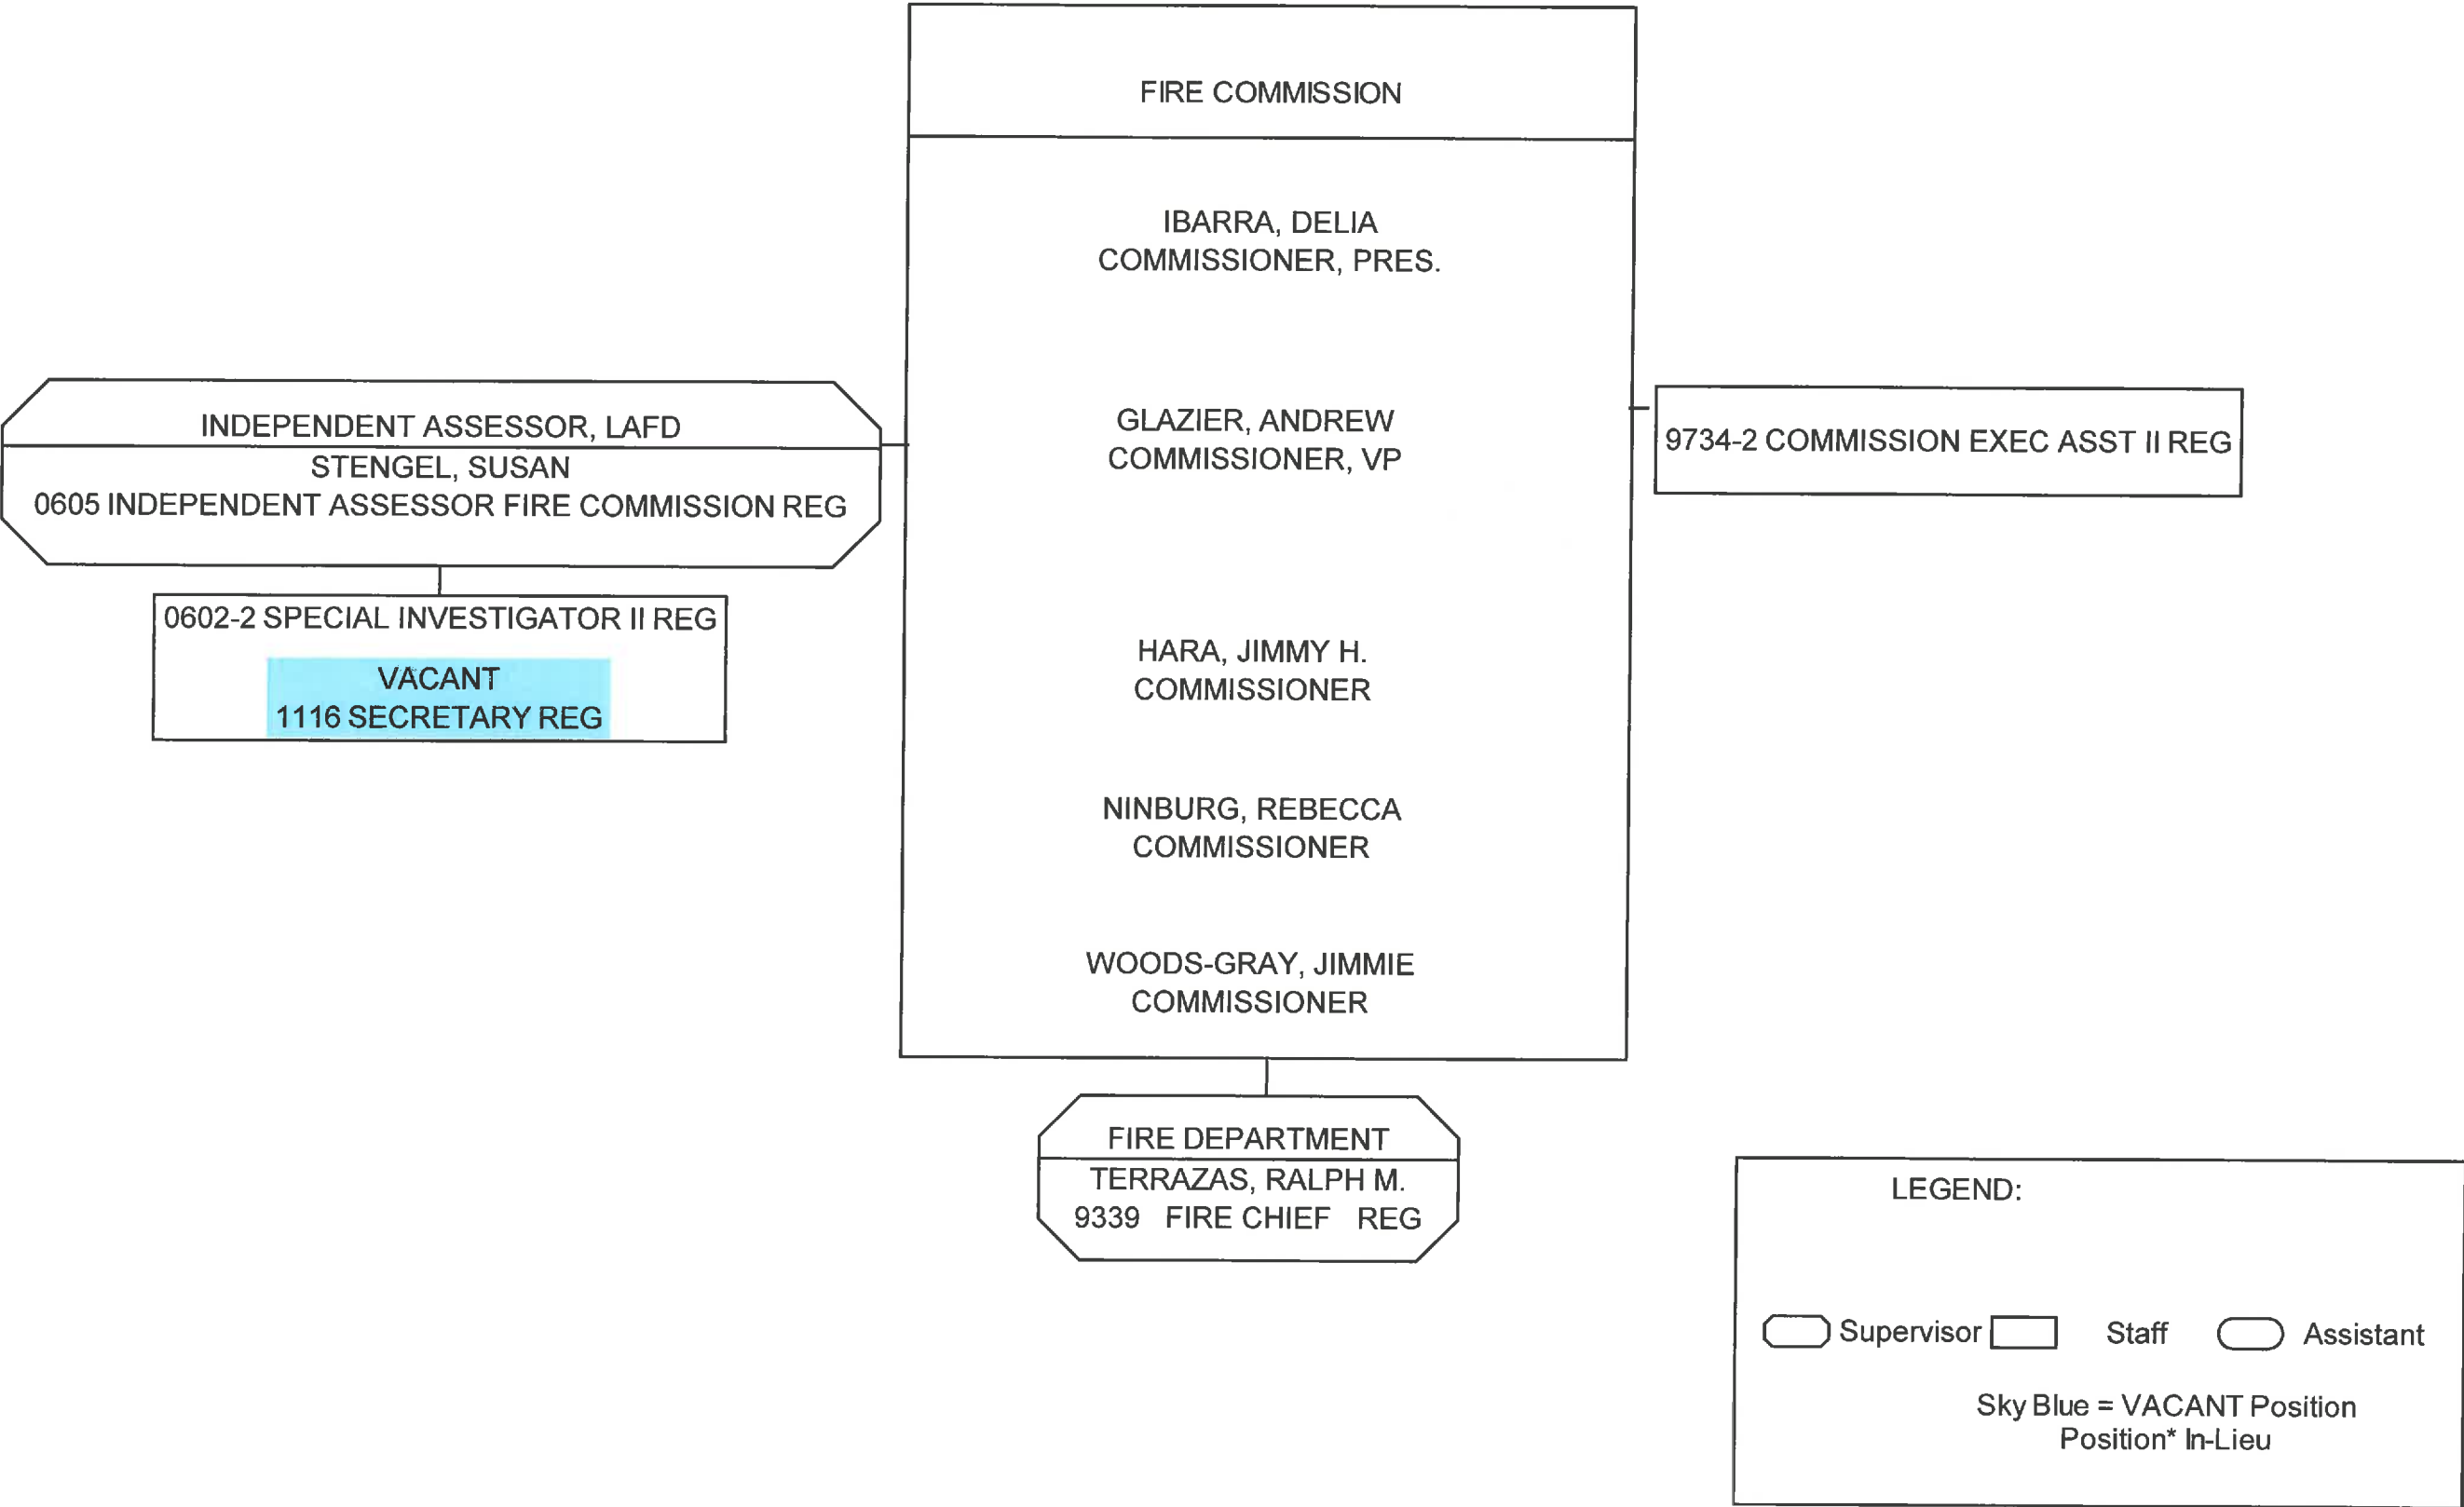 FIRE COMMISSION
IBARRA, DELIA
COMMISSIONER, PRES.
GLAZIER, ANDREW
COMMISSIONER, VP
HARA, JIMMY H.
COMMISSIONER
NINBURG, REBECCA
COMMISSIONER
WOODS-GRAY, JIMMIE
COMMISSIONER
INDEPENDENT ASSESSOR, LAFD
STENGEL, SUSAN
0605 INDEPENDENT ASSESSOR FIRE COMMISSION REG
0602-2 SPECIAL INVESTIGATOR II REG
VACANT
1116 SECRETARY REG
9734-2 COMMISSION EXEC ASST II REG
FIRE DEPARTMENT
TERRAZAS, RALPH M.
9339 FIRE CHIEF REG
LEGEND:
Supervisor Staff Assistant
Sky Blue = VACANT Position
Position* In-Lieu